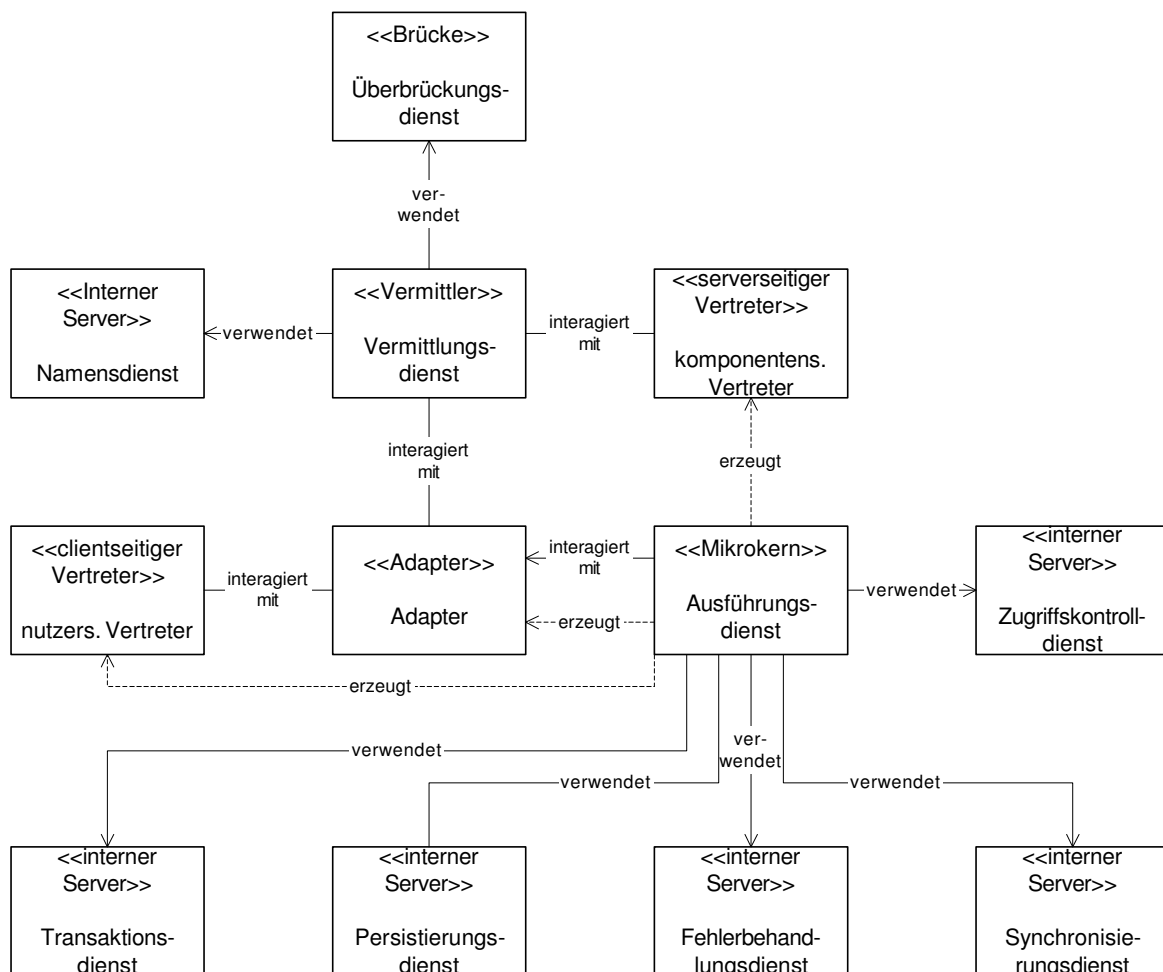 <<Brücke>>
Überbrückungs-
dienst
ver-
wendet
<<Interner
Server>>
Namensdienst
verwendet
<<Vermittler>>
Vermittlungs-
dienst
interagiert
mit
<<serverseitiger
Vertreter>>
komponentens.
Vertreter
interagiert
mit
erzeugt
<<clientseitiger
Vertreter>>
nutzers. Vertreter
interagiert
mit
<<Adapter>>
Adapter
interagiert
mit
erzeugt
<<Mikrokern>>
Ausführungs-
dienst
verwendet
<<interner
Server>>
Zugriffskontroll-
dienst
erzeugt
verwendet
verwendet
ver-
wendet
verwendet
<<interner
Server>>
Transaktions-
dienst
<<interner
Server>>
Persistierungs-
dienst
<<interner
Server>>
Fehlerbehand-
lungsdienst
<<interner
Server>>
Synchronisie-
rungsdienst